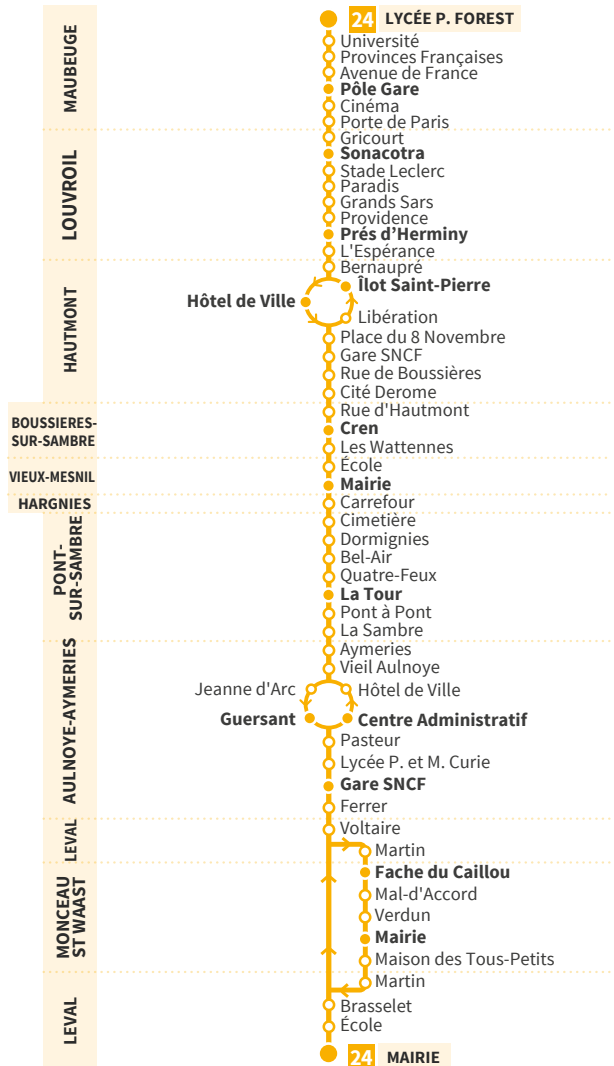 24 LYCÉE P. FOREST
MAUBEUGE
Université
Provinces Françaises
Avenue de France
Pôle Gare
Cinéma
Porte de Paris
LOUVROIL
Gricourt
Sonacotra
Stade Leclerc
Paradis
Grands Sars
Providence
Prés d'Herminy
L'Espérance
HAUTMONT
Bernaupré
Îlot Saint-Pierre
Hôtel de Ville
Libération
Place du 8 Novembre
Gare SNCF
Rue de Boussières
Cité Derome
BOUSSIERES-
SUR-SAMBRE
Rue d'Hautmont
Cren
Les Wattennes
VIEUX-MESNIL
École
Mairie
HARGNIES
Carrefour
PONT-
SUR-SAMBRE
Cimetière
Dormignies
Bel-Air
Quatre-Feux
La Tour
Pont à Pont
La Sambre
AULNOYE-AYMERIES
Aymeries
Vieil Aulnoye
Jeanne d'Arc
Hôtel de Ville
Guersant
Centre Administratif
Pasteur
Lycée P. et M. Curie
Gare SNCF
Ferrer
LEVAL
Voltaire
Martin
MONCEAU
ST WAAST
Fache du Caillou
Mal-d'Accord
Verdun
Mairie
Maison des Tous-Petits
LEVAL
Martin
Brasselet
École
24 MAIRIE